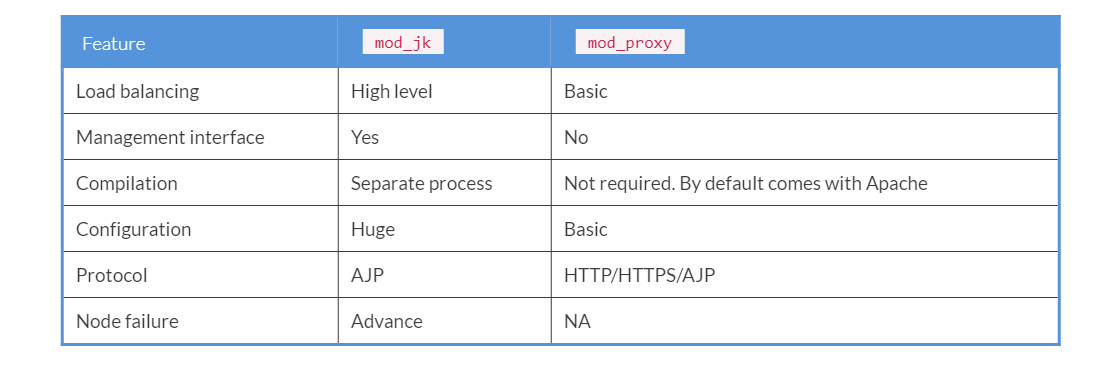 Feature mod_jk mod_proxy
Load balancing High level Basic
Management interface Yes No
Compilation Separate process Not required. By default comes with Apache
Configuration Huge Basic
Protocol AJP HTTP/HTTPS/AJP
Node failure Advance NA